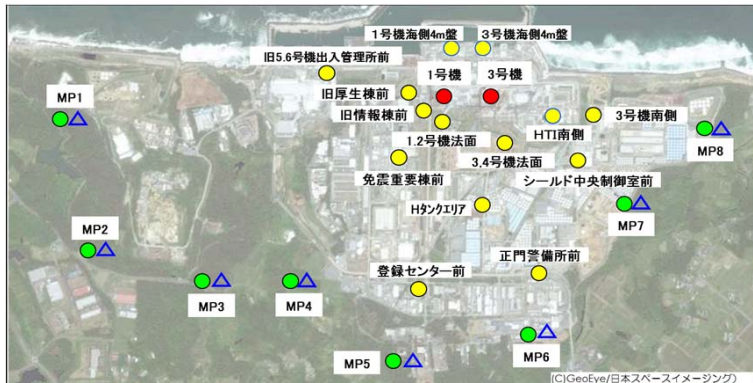 1号機海側4m盤
3号機海側4m盤
旧5.6号機出入管理所前
1号機
3号機
MP1
旧厚生棟前
旧情報棟前
3号機南側
1.2号機法面
HTI南側
MP8
3.4号機法面
免震重要棟前
シールド中央制御室前
Hタンクエリア
MP7
MP2
正門警備所前
登録センター前
MP3
MP4
MP5
MP6
(C)GeoEye/日本スペースイメージング)